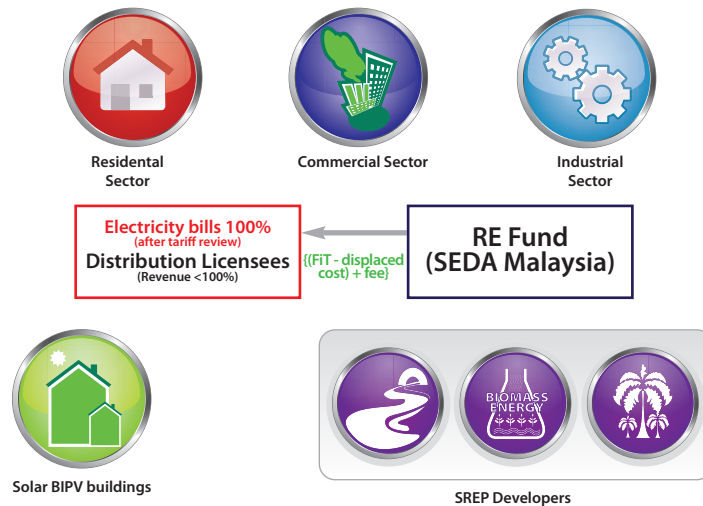 Residental
Sector
Commercial Sector
Industrial
Sector
Electricity bills 100%
(after tariff review)
Distribution Licensees
(Revenue <100%)
{(FiT - displaced
cost) + fee}
RE Fund
(SEDA Malaysia)
BIOMASS
ENERGY
Solar BIPV buildings
SREP Developers